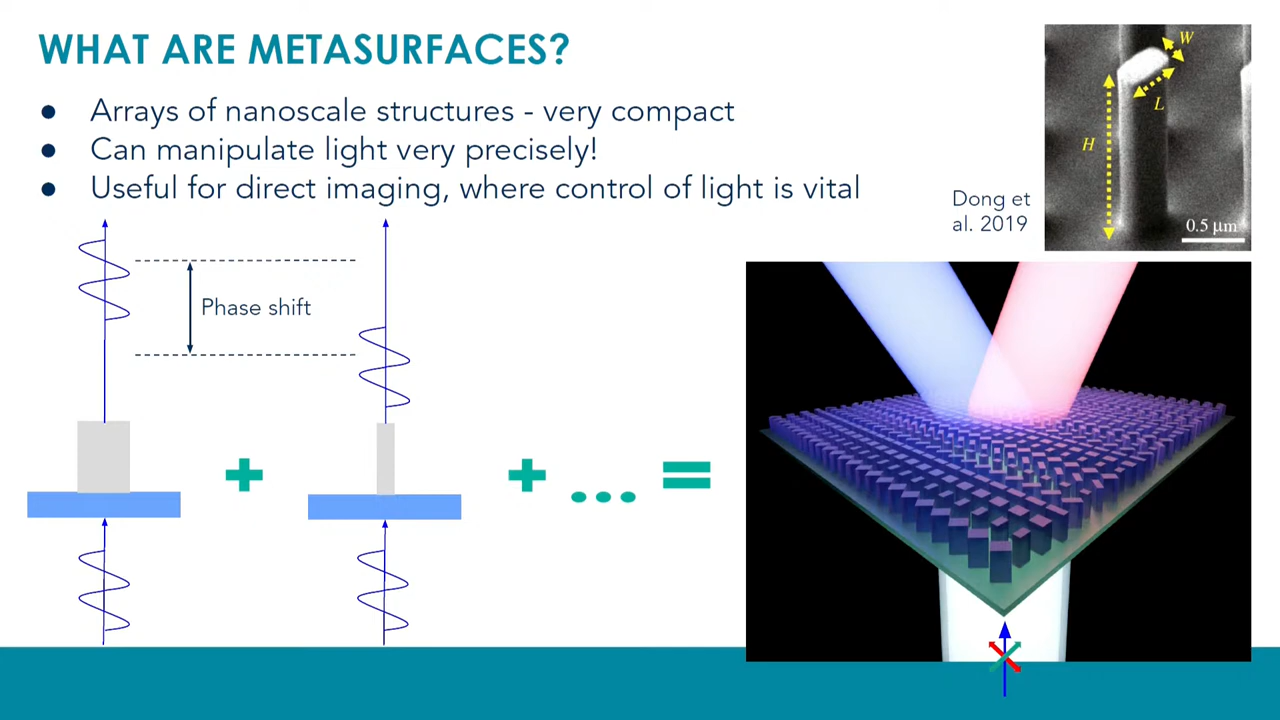 WHAT ARE METASURFACES?
● Arrays of nanoscale structures - very compact
● Can manipulate light very precisely!
● Useful for direct imaging, where control of light is vital
Dong et
al. 2019
W
L
H
0.5 μm
Phase shift
+ + ... =